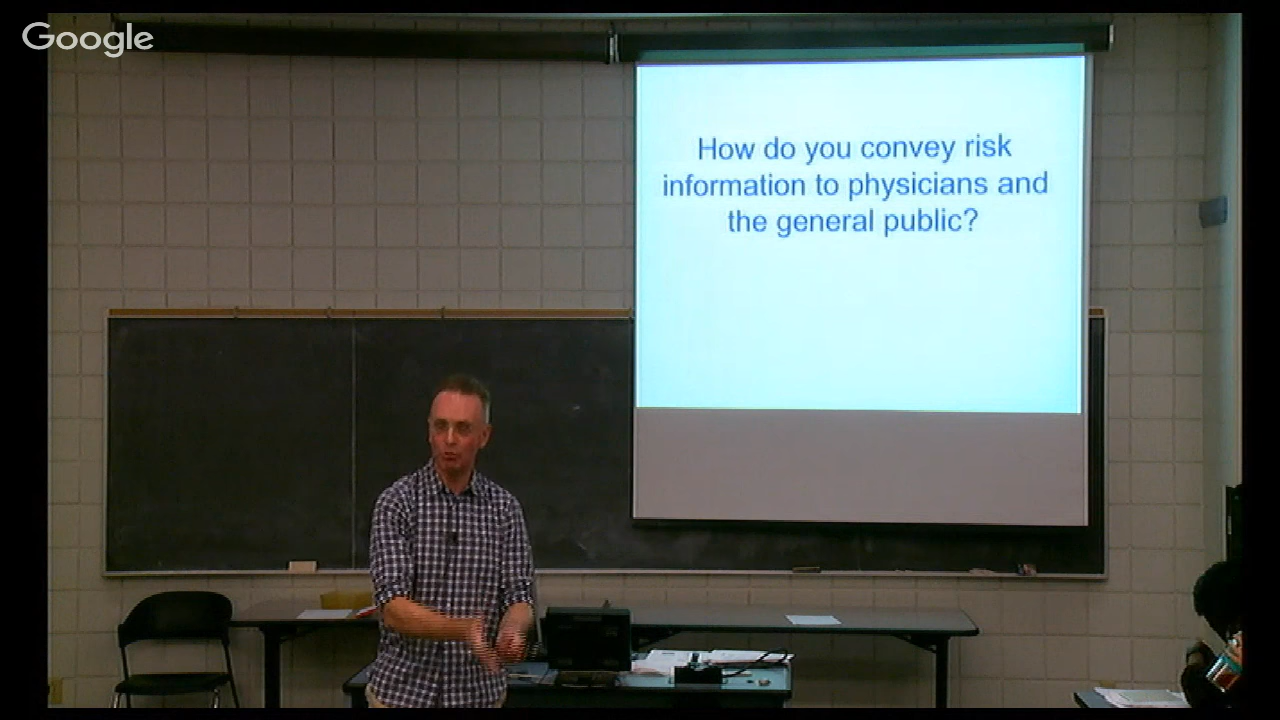 Google
How do you convey risk
information to physicians and
the general public?